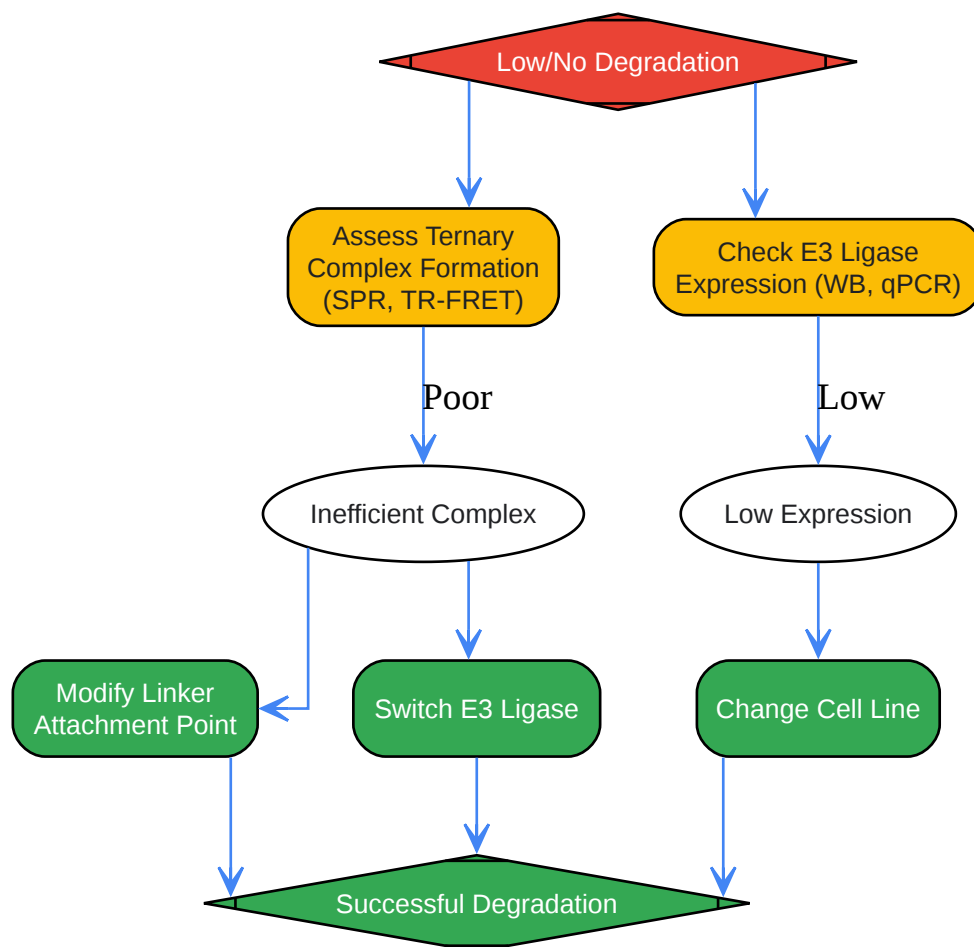 Low/No Degradation
Assess Ternary
Complex Formation
(SPR, TR-FRET)
Check E3 Ligase
Expression (WB, qPCR)
Poor
Low
Inefficient Complex
Low Expression
Modify Linker
Attachment Point
Switch E3 Ligase
Change Cell Line
Successful Degradation